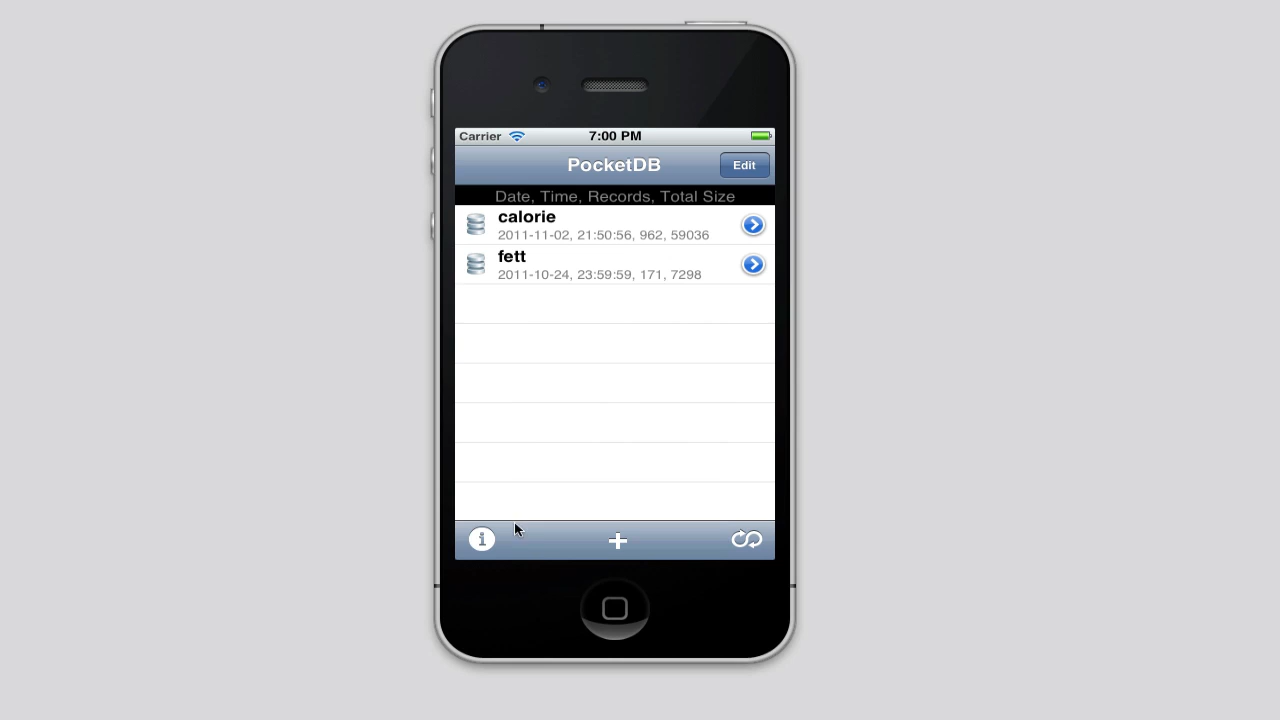 Carrier 7:00 PM
PocketDB Edit
Date, Time, Records, Total Size
calorie
2011-11-02, 21:50:56, 962, 59036
fett
2011-10-24, 23:59:59, 171, 7298